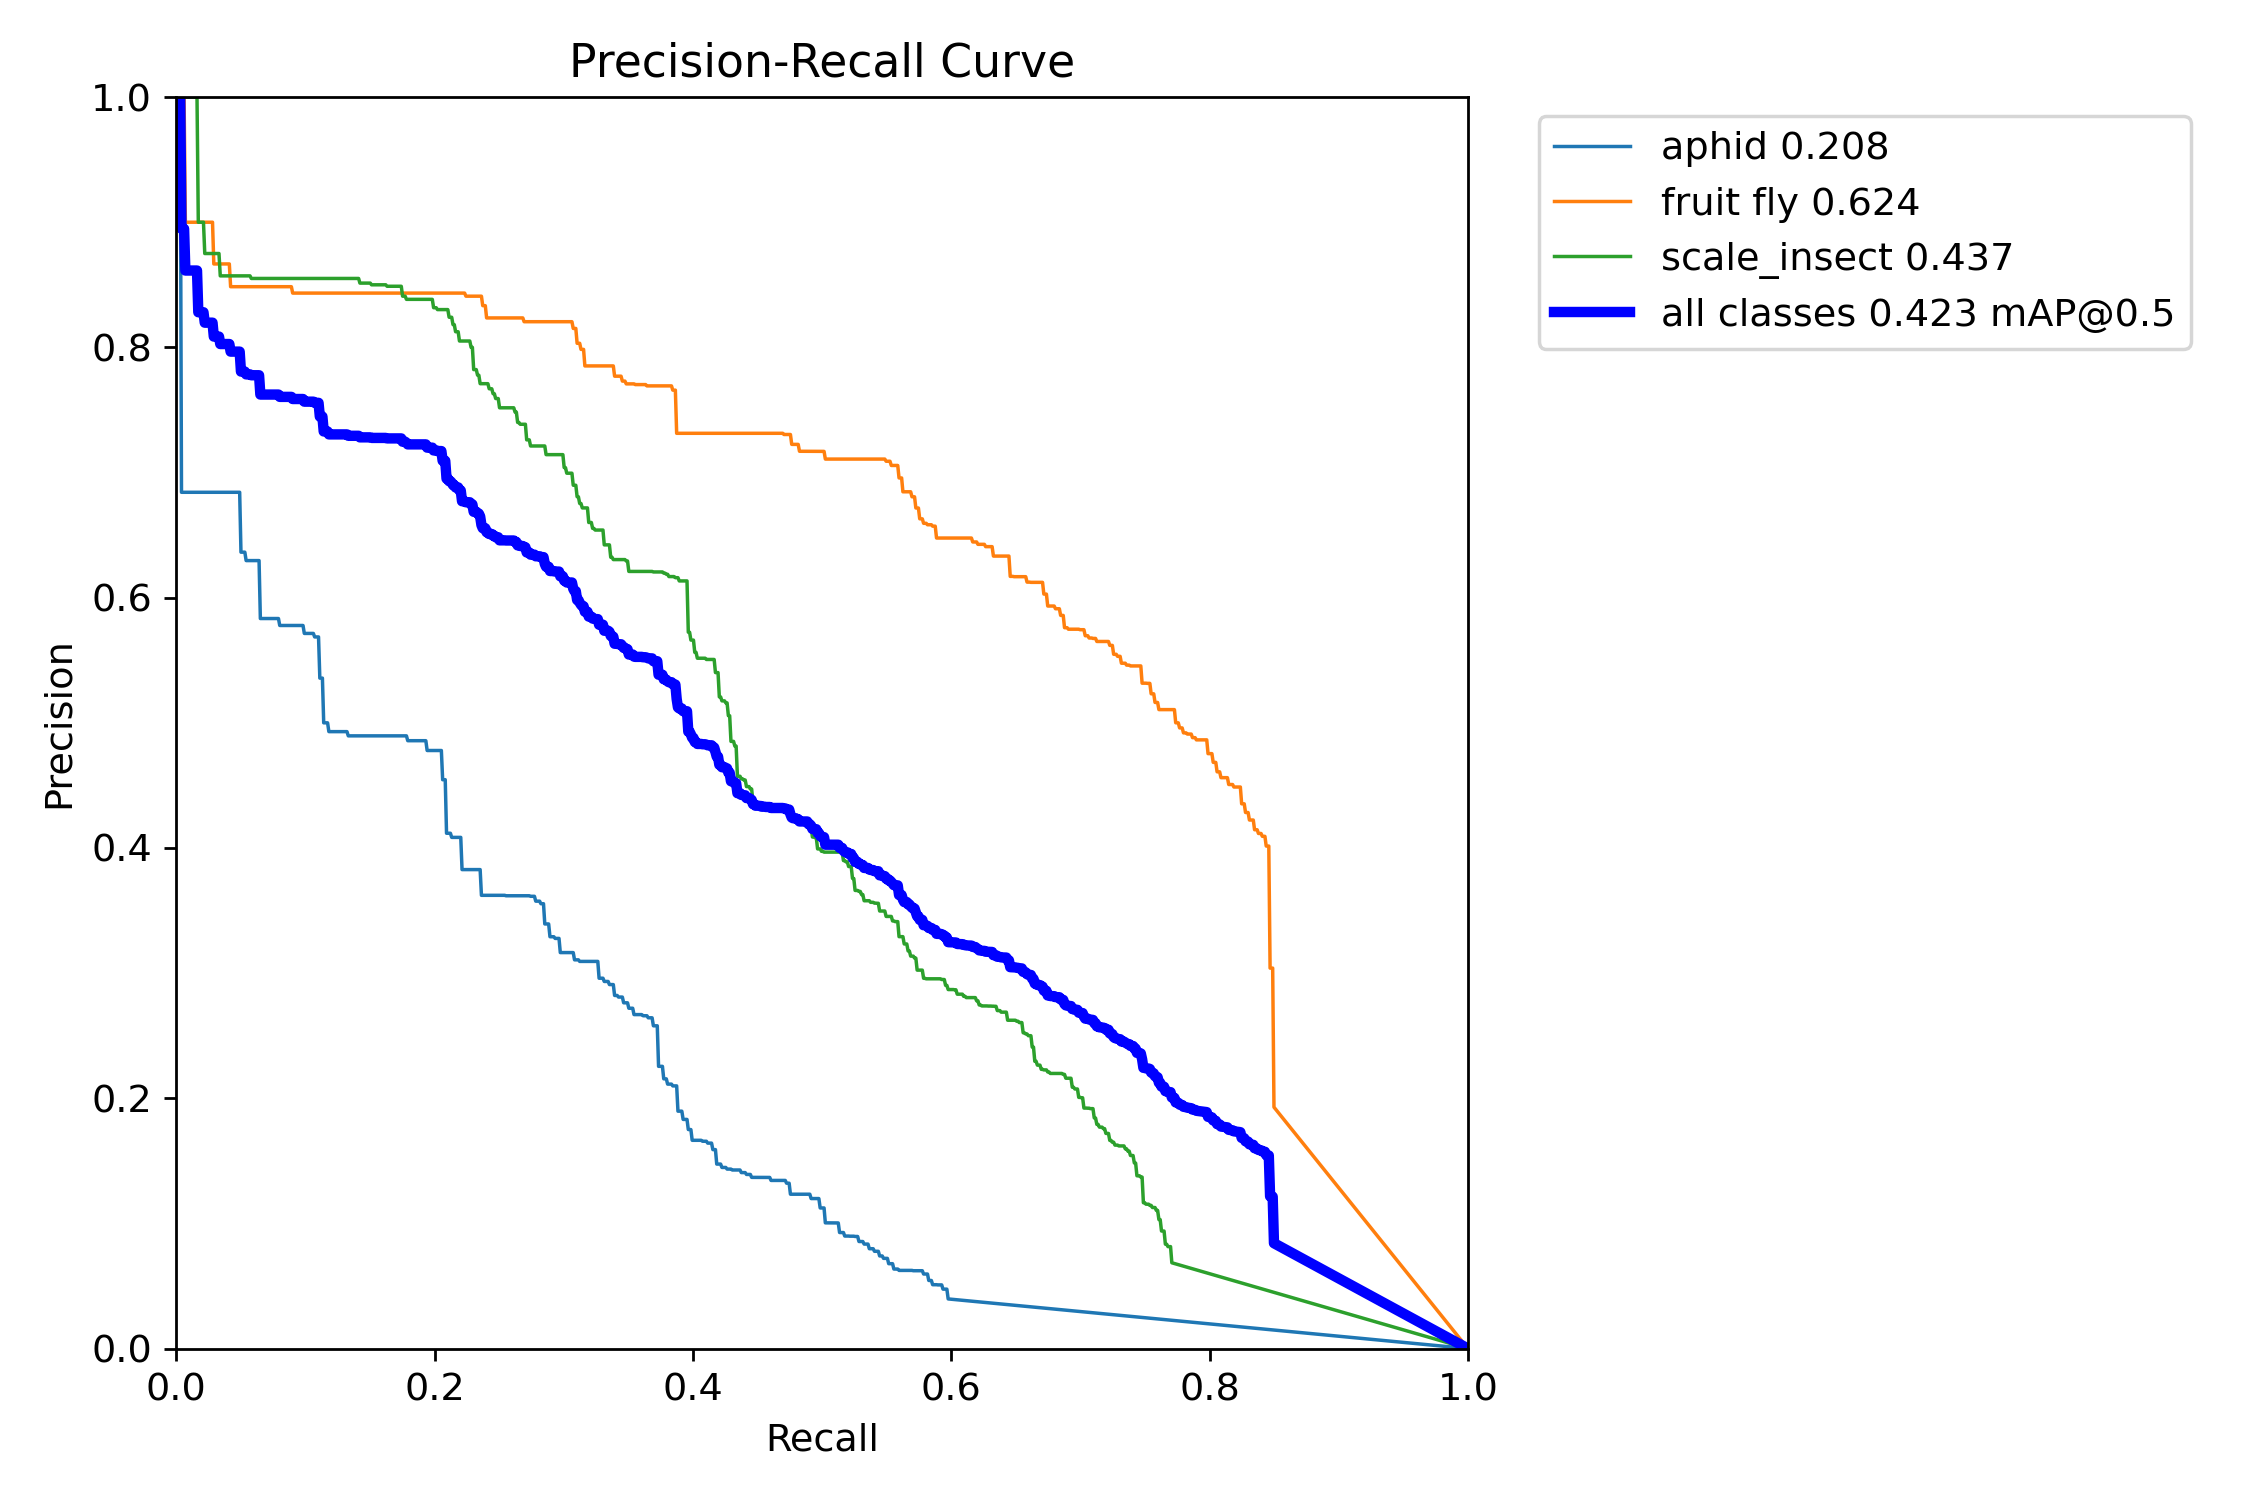 Precision-Recall Curve
1.0
0.8
0.6
0.4
0.2
0.0
Precision
0.0 0.2 0.4 0.6 0.8 1.0
Recall
aphid 0.208
fruit fly 0.624
scale_insect 0.437
all classes 0.423 mAP@0.5